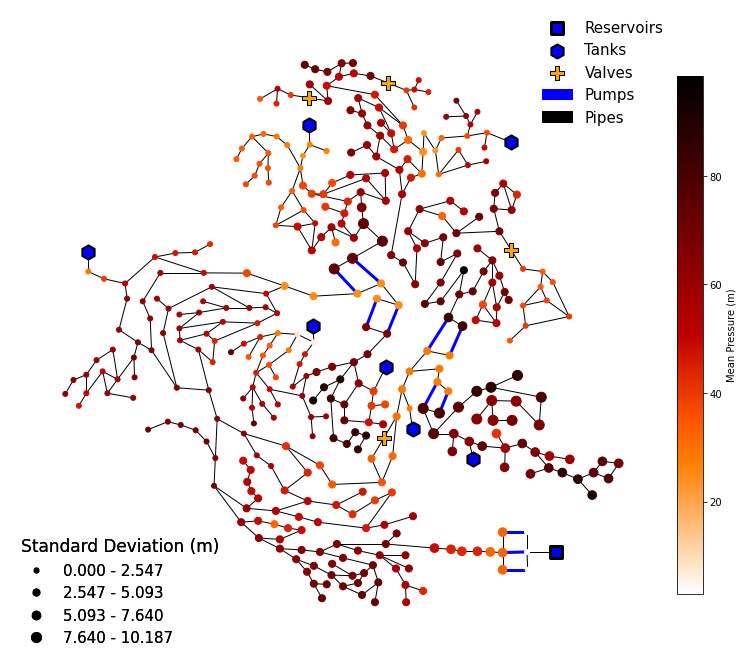 Reservoirs
Tanks
Valves
Pumps
Pipes
80
60
40
20
Mean Pressure (m)
Standard Deviation (m)
0.000 - 2.547
2.547 - 5.093
5.093 - 7.640
7.640 - 10.187